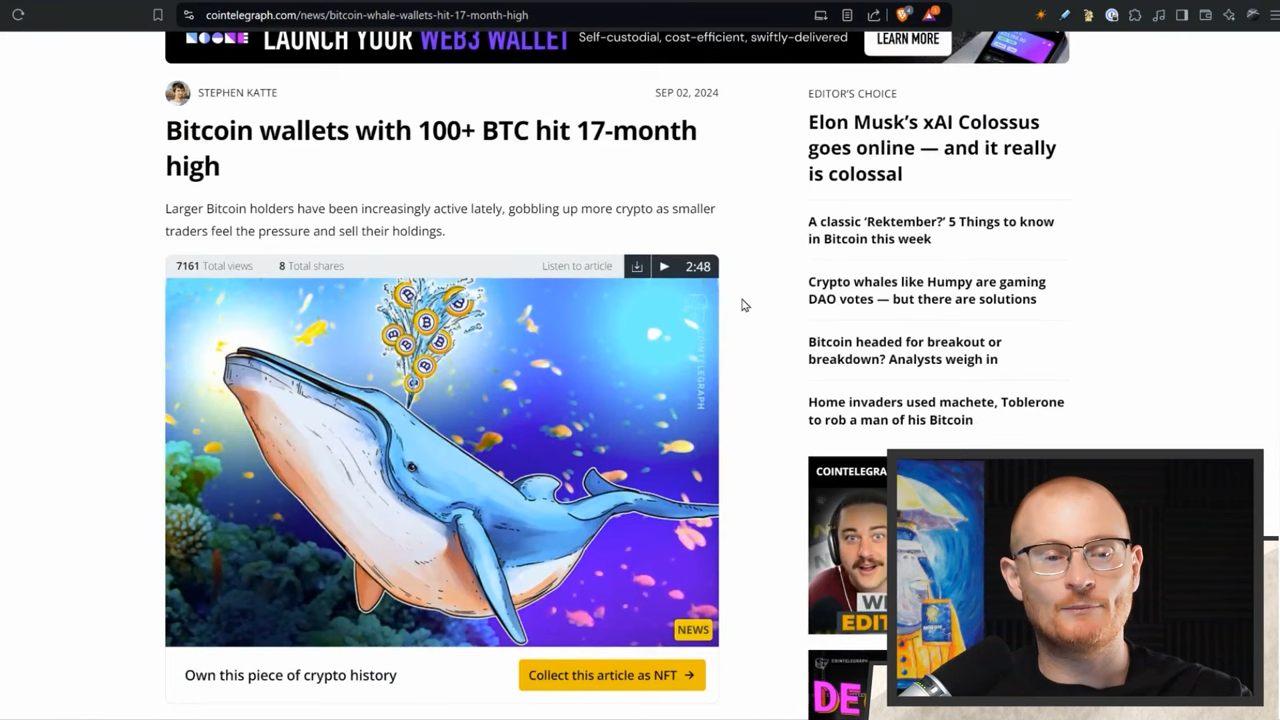 cointelegraph.com/news/bitcoin-whale-wallets-hit-17-month-high
LAUNCH YOUR WEB3 WALLET
Self-custodial, cost-efficient, swiftly-delivered
LEARN MORE
STEPHEN KATTE
SEP 02, 2024
Bitcoin wallets with 100+ BTC hit 17-month
high
Larger Bitcoin holders have been increasingly active lately, gobbling up more crypto as smaller
traders feel the pressure and sell their holdings.
7161 Total views
8 Total shares
Listen to article
2:48
COINTELEGRAPH
NEWS
Own this piece of crypto history
Collect this article as NFT →
EDITOR'S CHOICE
Elon Musk’s xAI Colossus
goes online — and it really
is colossal
A classic ‘Rektember?’ 5 Things to know
in Bitcoin this week
Crypto whales like Humpy are gaming
DAO votes — but there are solutions
Bitcoin headed for breakout or
breakdown? Analysts weigh in
Home invaders used machete, Toblerone
to rob a man of his Bitcoin
COINTELEGRA
W
EDIT
DE